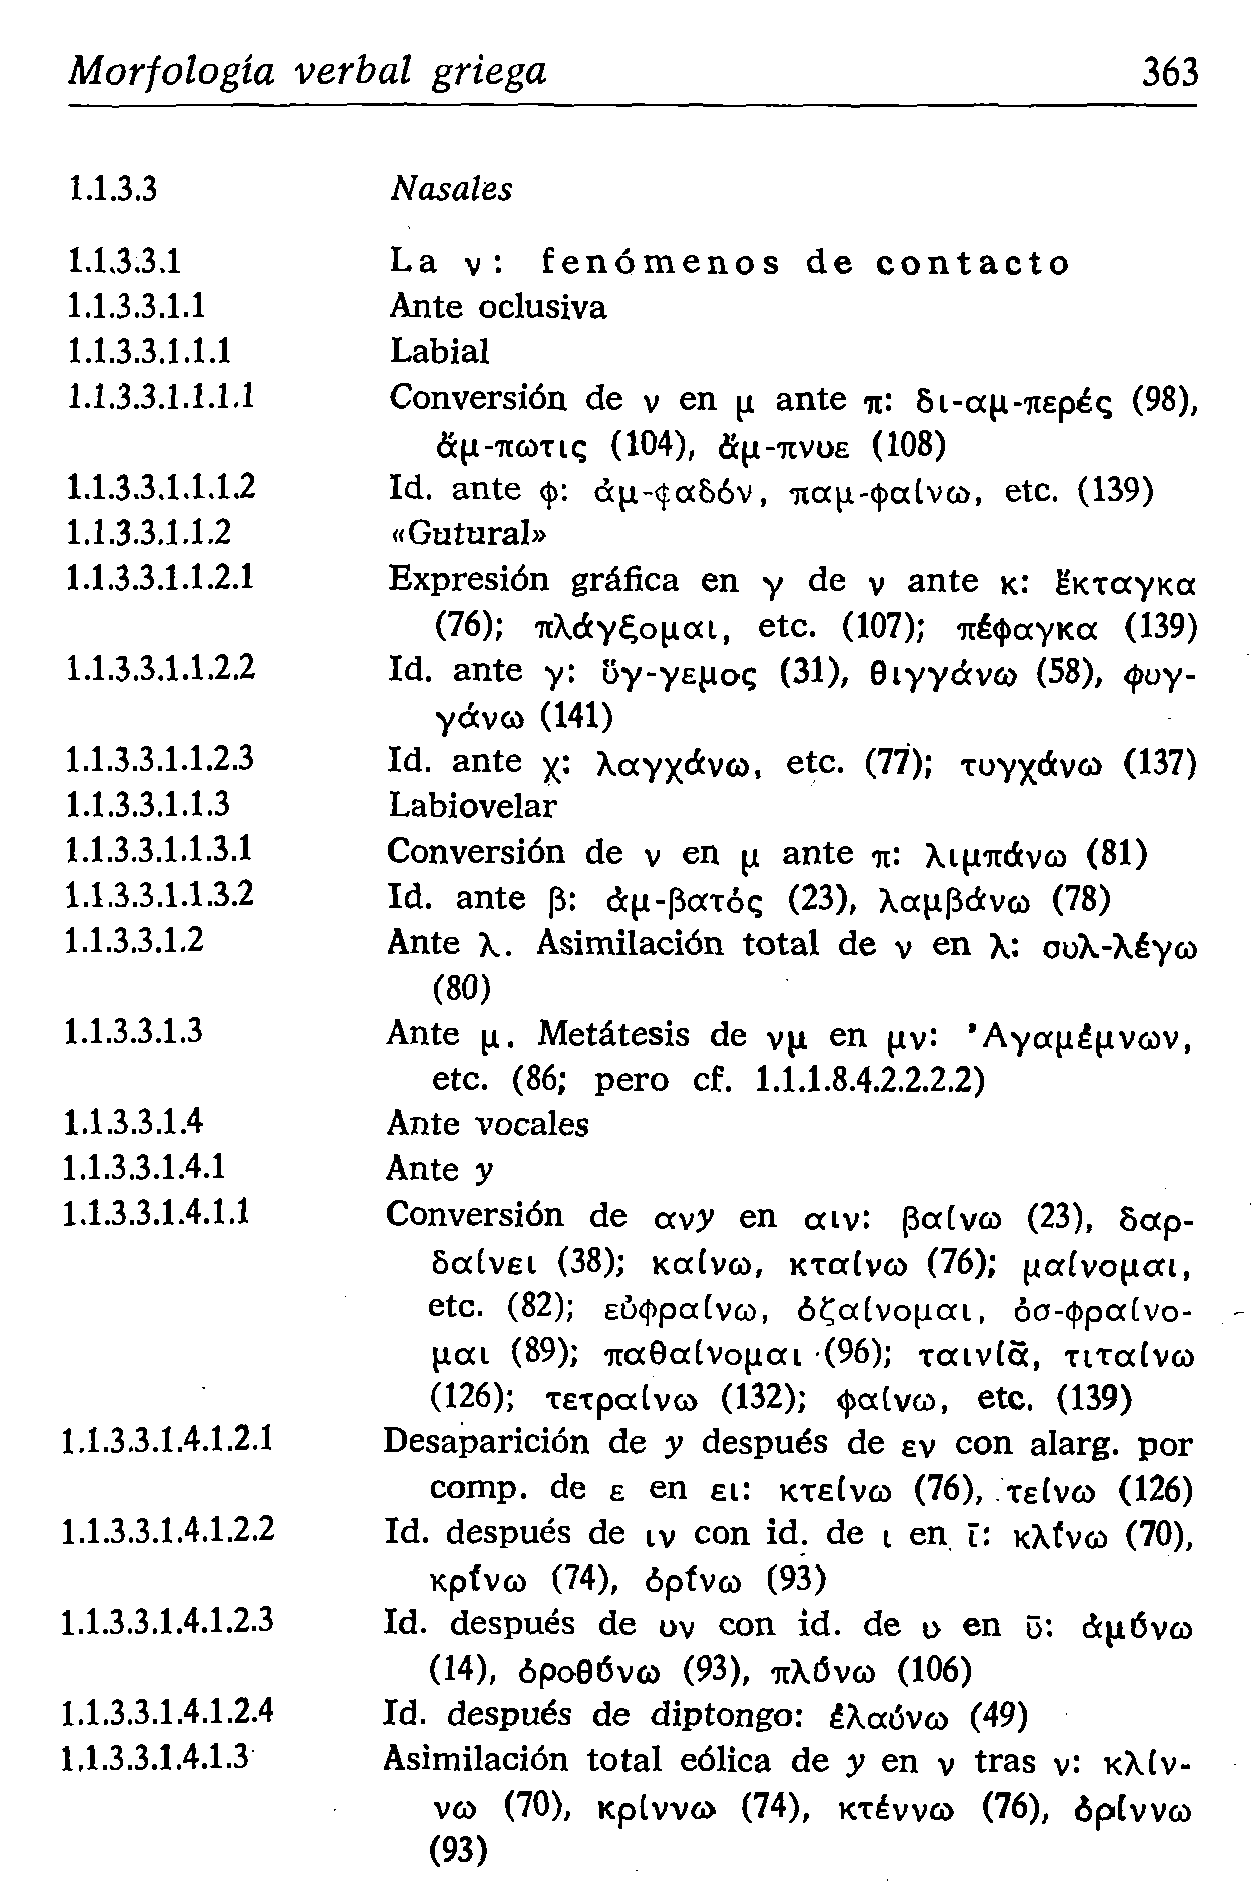 Morfología verbal griega 363
1.1.3.3 Nasales
1.1.3.3.1 La ν: fenómenos de contacto
1.1.3.3.1.1 Ante oclusiva
1.1.3.3.1.1.1 Labial
1.1.3.3.1.1.1.1 Conversión de ν en μ ante π: δι-αμ-περές (98),
ἄμ-πωτις (104), ἄμ-πνυε (108)
1.1.3.3.1.1.1.2 Id. ante φ: ἀμ-φαδόν, παμ-φαίνω, etc. (139)
1.1.3.3.1.1.2 «Gutural»
1.1.3.3.1.1.2.1 Expresión gráfica en γ de ν ante κ: ἔκταγκα
(76); πλάγξομαι, etc. (107); πέφαγκα (139)
1.1.3.3.1.1.2.2 Id. ante γ: ὔγ-γεμος (31), θιγγάνω (58), φυγ-
γάνω (141)
1.1.3.3.1.1.2.3 Id. ante χ: λαγχάνω, etc. (77); τυγχάνω (137)
1.1.3.3.1.1.3 Labiovelar
1.1.3.3.1.1.3.1 Conversión de ν en μ ante π: λιμπάνω (81)
1.1.3.3.1.1.3.2 Id. ante β: ἀμ-βατός (23), λαμβάνω (78)
1.1.3.3.1.2 Ante λ. Asimilación total de ν en λ: συλ-λέγω
(80)
1.1.3.3.1.3 Ante μ. Metátesis de νμ en μν: Ἀγαμέμνων,
etc. (86; pero cf. 1.1.1.8.4.2.2.2.2)
1.1.3.3.1.4 Ante vocales
1.1.3.3.1.4.1 Ante y
1.1.3.3.1.4.1.1 Conversión de ανy en αιν: βαίνω (23), δαρ-
δαίνει (38); καίνω, κταίνω (76); μαίνομαι,
etc. (82); εὐφραίνω, ὀζαίνομαι, ὀσ-φραίνο-
μαι (89); παθαίνομαι (96); ταινίᾱ, τιταίνω
(126); τετραίνω (132); φαίνω, etc. (139)
1.1.3.3.1.4.1.2.1 Desaparición de y después de εν con alarg. por
comp. de ε en ει: κτείνω (76), τείνω (126)
1.1.3.3.1.4.1.2.2 Id. después de ιν con id. de ι en ῑ: κλί̄νω (70),
κρί̄νω (74), ὀρί̄νω (93)
1.1.3.3.1.4.1.2.3 Id. después de υν con id. de υ en ῡ: ἀμύ̄νω
(14), ὀροθύ̄νω (93), πλύ̄νω (106)
1.1.3.3.1.4.1.2.4 Id. después de diptongo: ἐλαύνω (49)
1.1.3.3.1.4.1.3 Asimilación total eólica de y en ν tras ν: κλίν-
νω (70), κρίννω (74), κτέννω (76), ὀρίννω
(93)